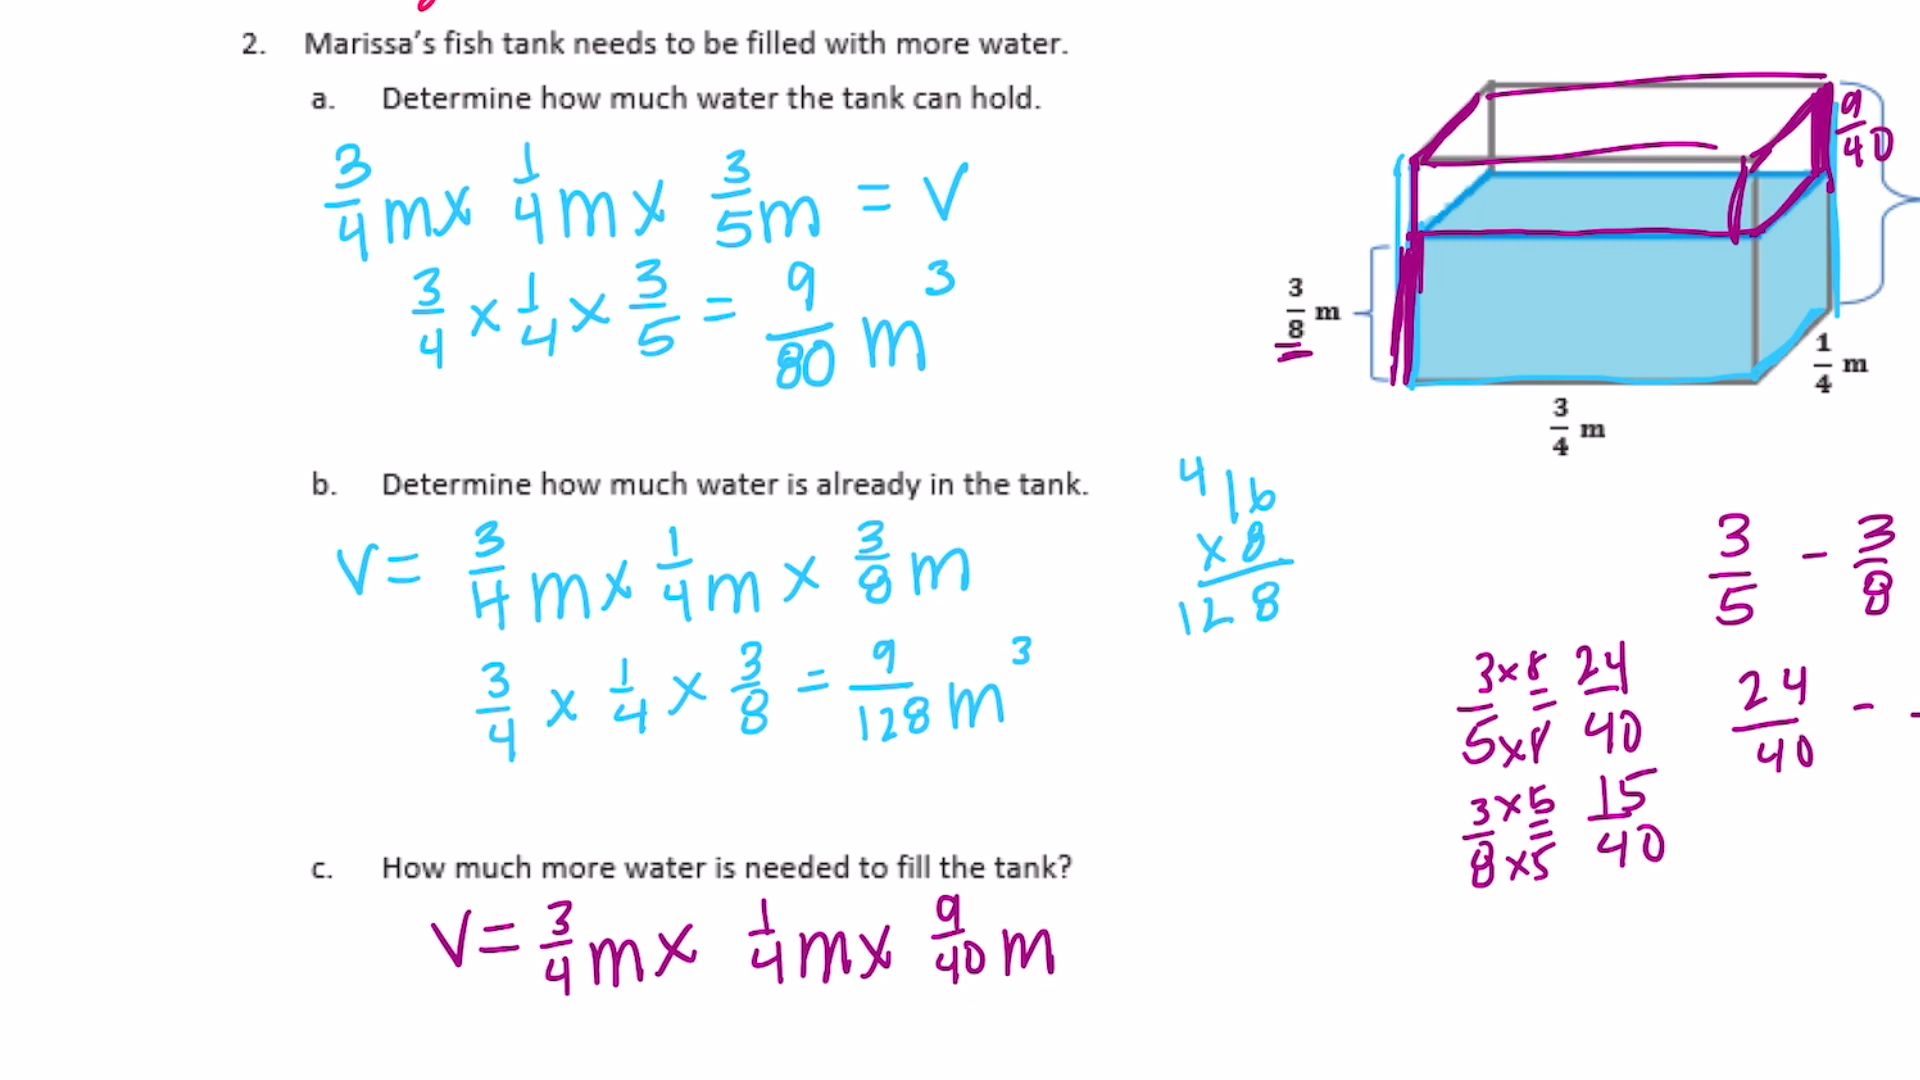 2. Marissa's fish tank needs to be filled with more water.
a. Determine how much water the tank can hold.
3/4 m x 1/4 m x 3/5 m = V
3/4 x 1/4 x 3/5 = 9/80 m³
9/40
3/8 m
1/4 m
3/4 m
b. Determine how much water is already in the tank.
V = 3/4 m x 1/4 m x 3/8 m
3/4 x 1/4 x 3/8 = 9/128 m³
4
16
x 8
128
3/5 - 3/8
3x8/5x8 24/40
24/40 -
3x5/8x5 15/40
c. How much more water is needed to fill the tank?
V = 3/4 m x 1/4 m x 9/40 m